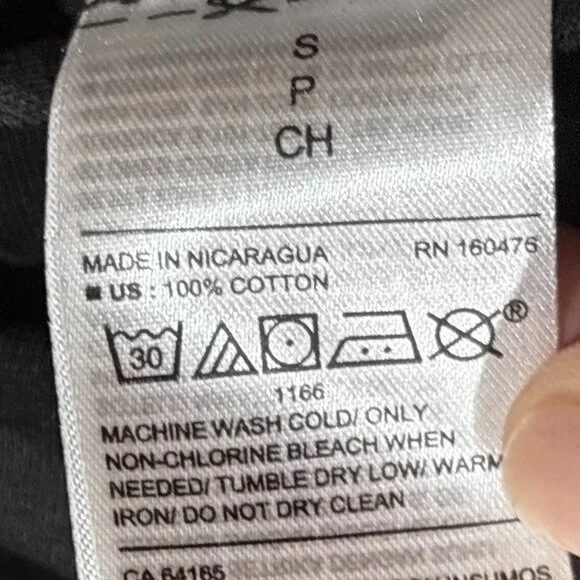 S
P
CH
MADE IN NICARAGUA RN 160476
US : 100% COTTON
30 ®
1166
MACHINE WASH COLD/ ONLY
NON-CHLORINE BLEACH WHEN
NEEDED/ TUMBLE DRY LOW/ WARM
IRON/ DO NOT DRY CLEAN
CA 64165